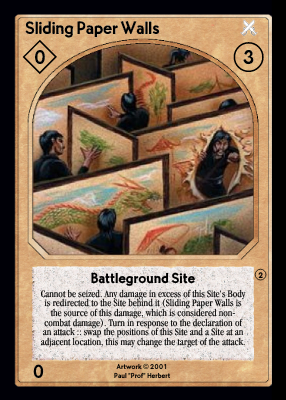 Sliding Paper Walls
0
3
Battleground Site
2
Cannot be seized. Any damage in excess of this Site's Body
is redirected to the Site behind it (Sliding Paper Walls is
the source of this damage, which is considered non-
combat damage). Turn in response to the declaration of
an attack :: swap the positions of this Site and a Site at an
adjacent location, this may change the target of the attack.
0
Artwork © 2001
Paul "Prof" Herbert